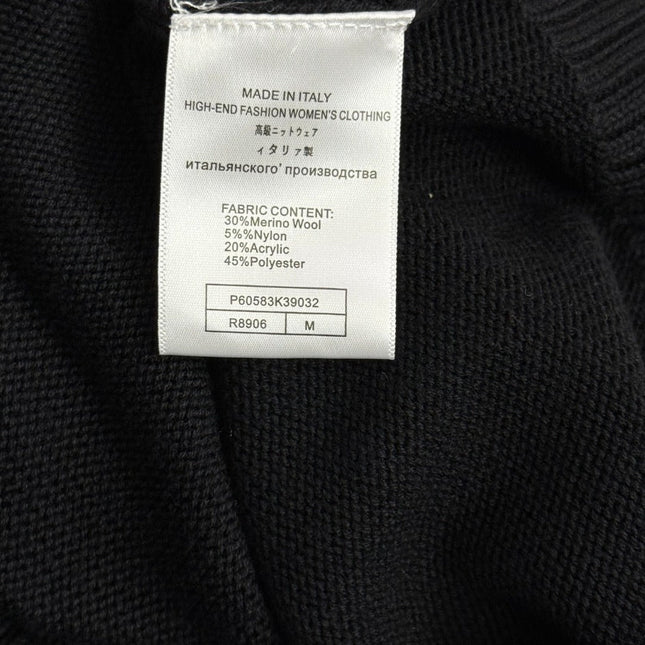 MADE IN ITALY
HIGH-END FASHION WOMEN'S CLOTHING
高級ニットウェア
ィタリア製
итальянского' производства
FABRIC CONTENT:
30%Merino Wool
5%%Nylon
20%Acrylic
45%Polyester
P60583K39032
R8906 M